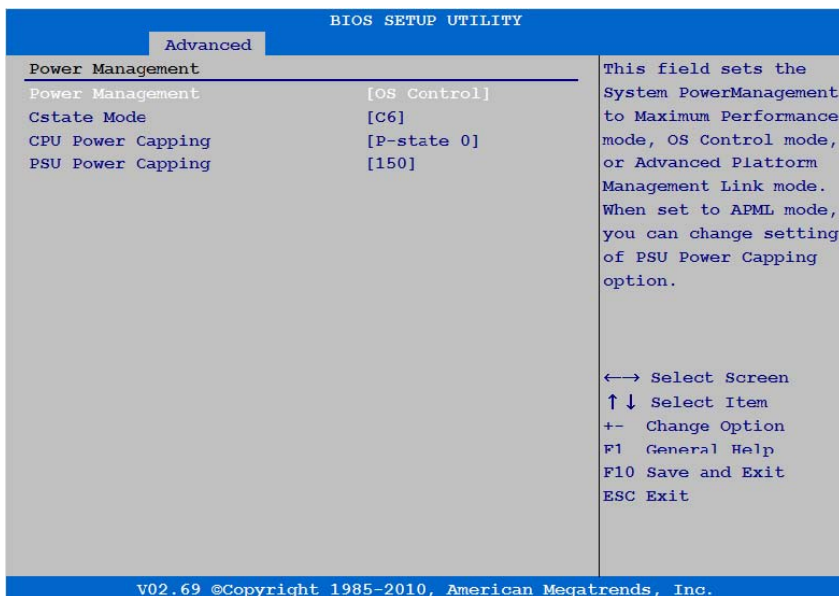 BIOS SETUP UTILITY
Advanced
Power Management
Power Management [OS Control]
Cstate Mode [C6]
CPU Power Capping [P-state 0]
PSU Power Capping [150]
This field sets the
System PowerManagement
to Maximum Performance
mode, OS Control mode,
or Advanced Platform
Management Link mode.
When set to APML mode,
you can change setting
of PSU Power Capping
option.
←→ Select Screen
↑↓ Select Item
+- Change Option
F1 General Help
F10 Save and Exit
ESC Exit
V02.69 ©Copyright 1985-2010, American Megatrends, Inc.